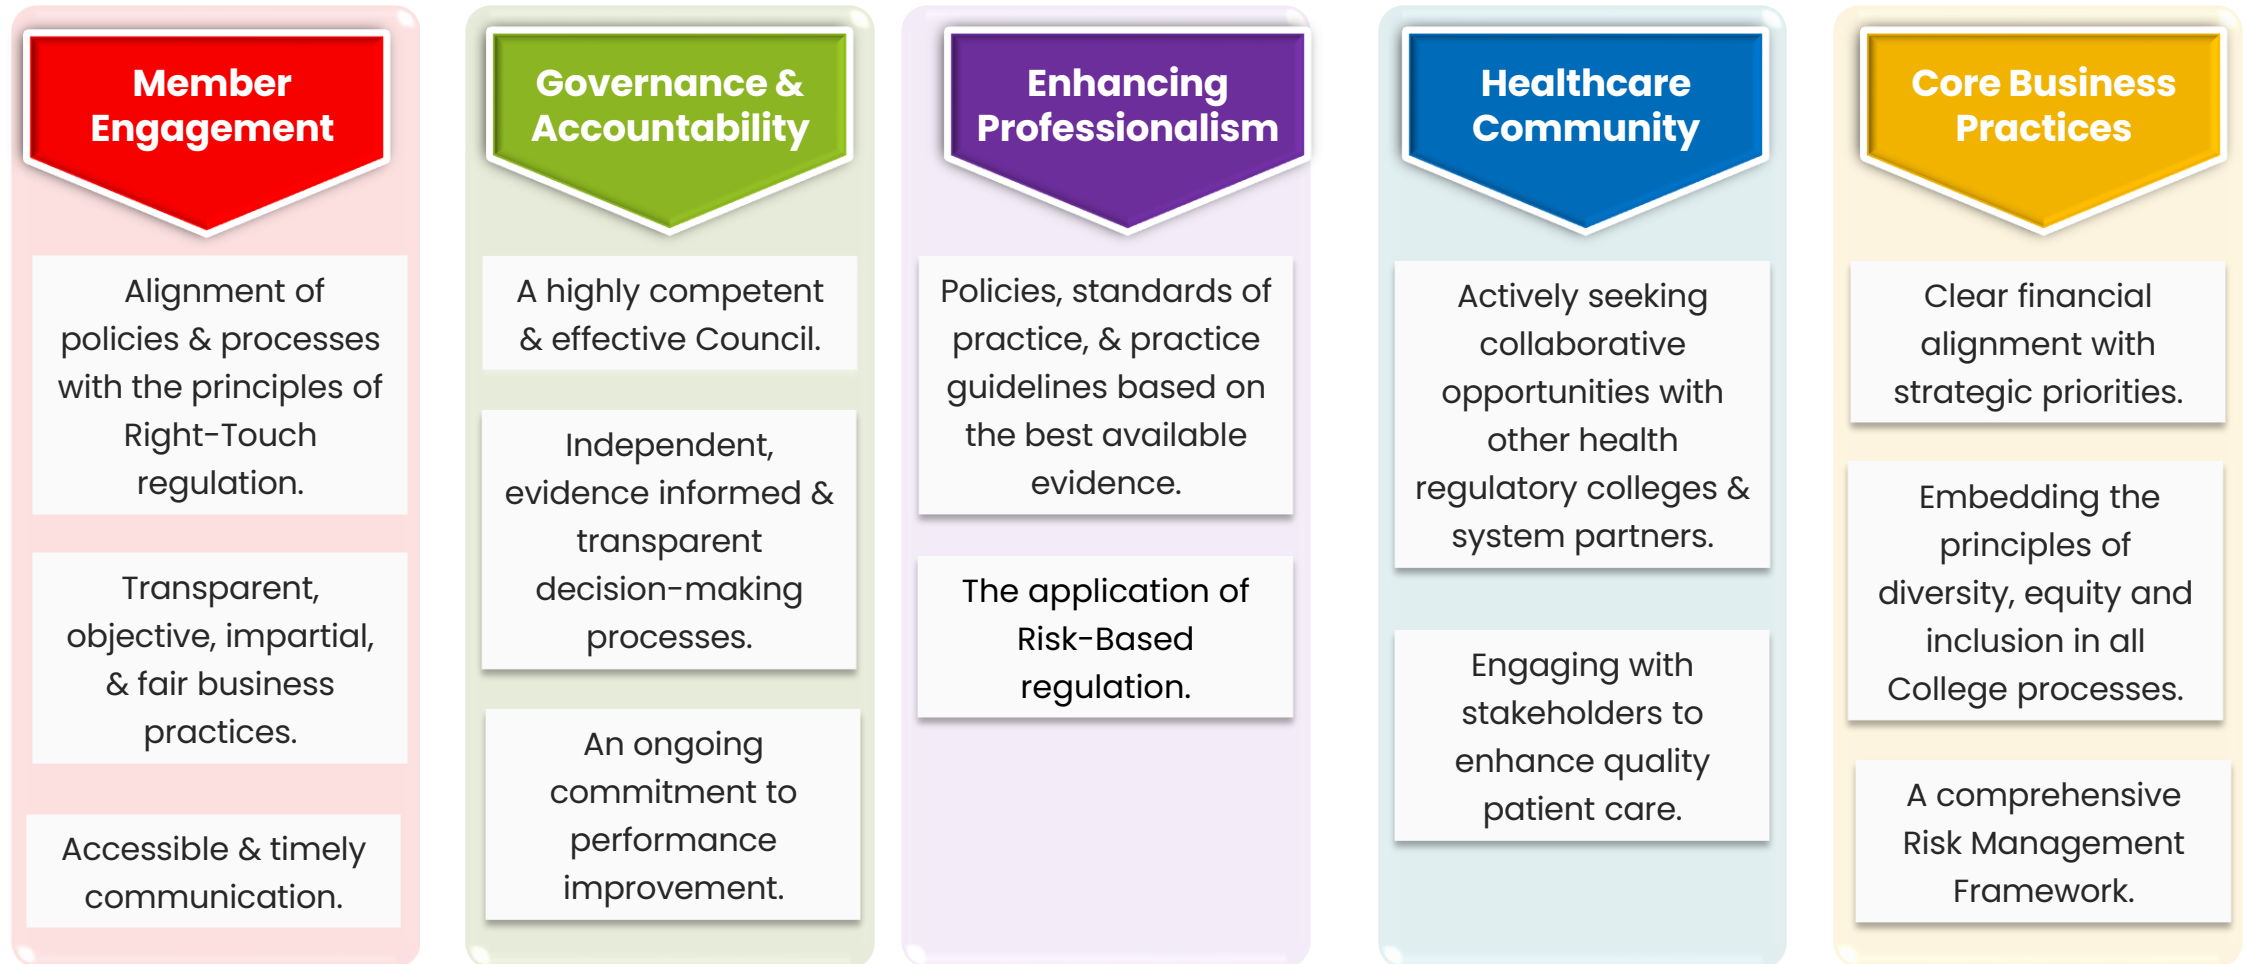 Member
Engagement
Alignment of
policies & processes
with the principles of
Right-Touch
regulation.
Transparent,
objective, impartial,
& fair business
practices.
Accessible & timely
communication.
Governance &
Accountability
A highly competent
& effective Council.
Independent,
evidence informed &
transparent
decision-making
processes.
An ongoing
commitment to
performance
improvement.
Enhancing
Professionalism
Policies, standards of
practice, & practice
guidelines based on
the best available
evidence.
The application of
Risk-Based
regulation.
Healthcare
Community
Actively seeking
collaborative
opportunities with
other health
regulatory colleges &
system partners.
Engaging with
stakeholders to
enhance quality
patient care.
Core Business
Practices
Clear financial
alignment with
strategic priorities.
Embedding the
principles of
diversity, equity and
inclusion in all
College processes.
A comprehensive
Risk Management
Framework.